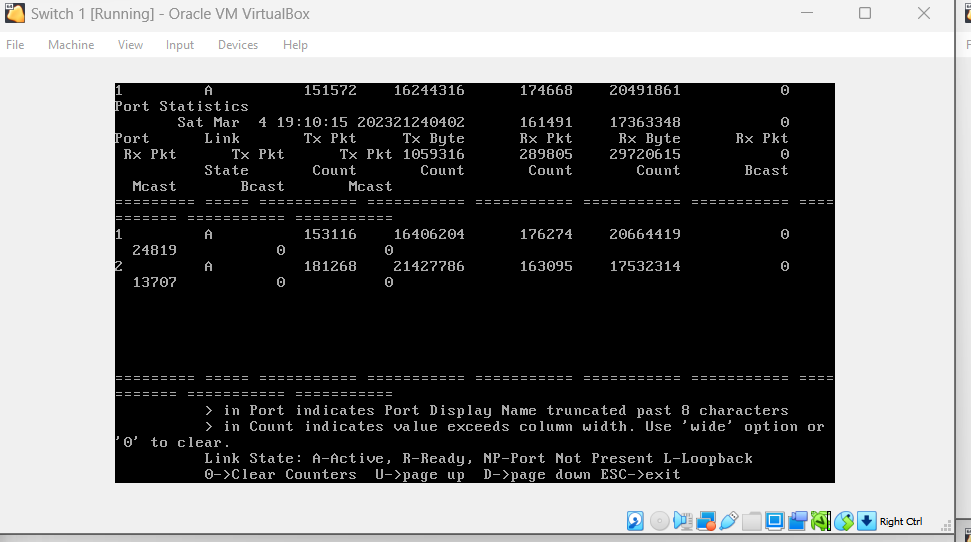 Switch 1 [Running] - Oracle VM VirtualBox
File Machine View Input Devices Help
1 A 151572 16244316 174668 20491861 0
Port Statistics
Sat Mar 4 19:10:15 202321240402 161491 17363348 0
Port Link Tx Pkt Tx Byte Rx Pkt Rx Byte Rx Pkt
Rx Pkt Tx Pkt Tx Pkt 1059316 289805 29720615 0
State Count Count Count Count Bcast
Mcast Bcast Mcast
========= ===== =========== =========== =========== =========== =========== ====
======= =========== ===========
1 A 153116 16406204 176274 20664419 0
24819 0 0
2 A 181268 21427786 163095 17532314 0
13707 0 0
========= ===== =========== =========== =========== =========== =========== ====
======= =========== ===========
> in Port indicates Port Display Name truncated past 8 characters
> in Count indicates value exceeds column width. Use 'wide' option or
'0' to clear.
Link State: A-Active, R-Ready, NP-Port Not Present L-Loopback
0->Clear Counters U->page up D->page down ESC->exit
Right Ctrl